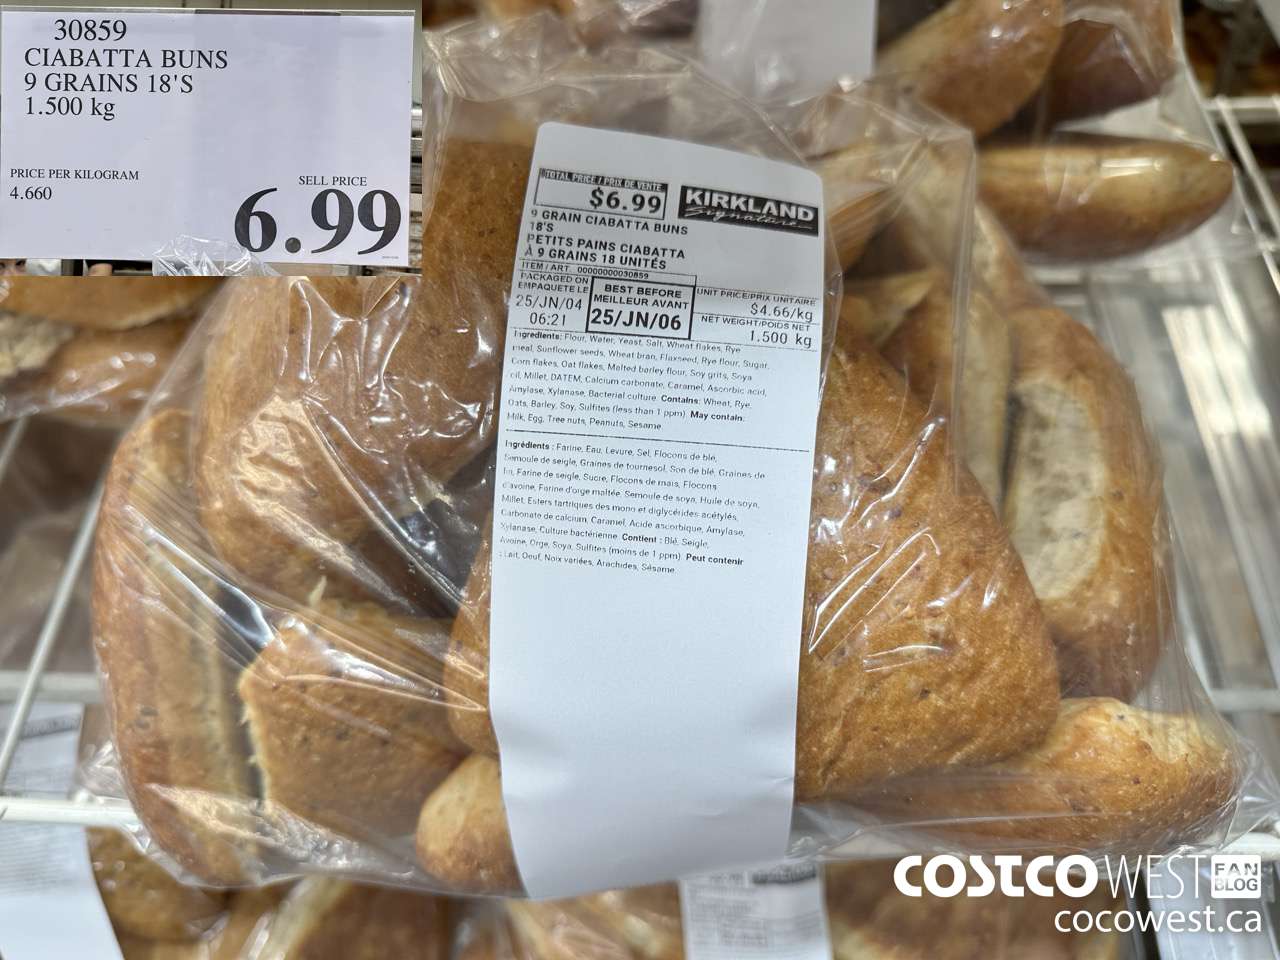 30859
CIABATTA BUNS
9 GRAINS 18'S
1.500 kg
PRICE PER KILOGRAM
4.660
SELL PRICE
6.99
TOTAL PRICE / PRIX DE VENTE
$6.99
KIRKLAND
Signature
9 GRAIN CIABATTA BUNS
18'S
PETITS PAINS CIABATTA
À 9 GRAINS 18 UNITÉS
ITEM / ART. 00000000030859
PACKAGED ON
EMPAQUETE LE
25/JN/04
06:21
BEST BEFORE
MEILLEUR AVANT
25/JN/06
UNIT PRICE/PRIX UNITAIRE
$4.66/kg
NET WEIGHT/POIDS NET
1.500 kg
Ingredients: Flour, Water, Yeast, Salt, Wheat flakes, Rye
meal, Sunflower seeds, Wheat bran, Flaxseed, Rye flour, Sugar,
Corn flakes, Oat flakes, Malted barley flour, Soy grits, Soya
oil, Millet, DATEM, Calcium carbonate, Caramel, Ascorbic acid,
Amylase, Xylanase, Bacterial culture. Contains: Wheat, Rye,
Oats, Barley, Soy, Sulfites (less than 1 ppm). May contain:
Milk, Egg, Tree nuts, Peanuts, Sesame.
Ingrédients : Farine, Eau, Levure, Sel, Flocons de blé,
Semoule de seigle, Graines de tournesol, Son de blé, Graines de
lin, Farine de seigle, Sucre, Flocons de maïs, Flocons
d'avoine, Farine d'orge maltée, Semoule de soya, Huile de soya,
Millet, Esters tartriques des mono et diglycérides acétylés,
Carbonate de calcium, Caramel, Acide ascorbique, Amylase,
Xylanase, Culture bactérienne. Contient : Blé, Seigle,
Avoine, Orge, Soya, Sulfites (moins de 1 ppm). Peut contenir
: Lait, Oeuf, Noix variées, Arachides, Sésame
COSTCO WEST FAN BLOG
cocowest.ca